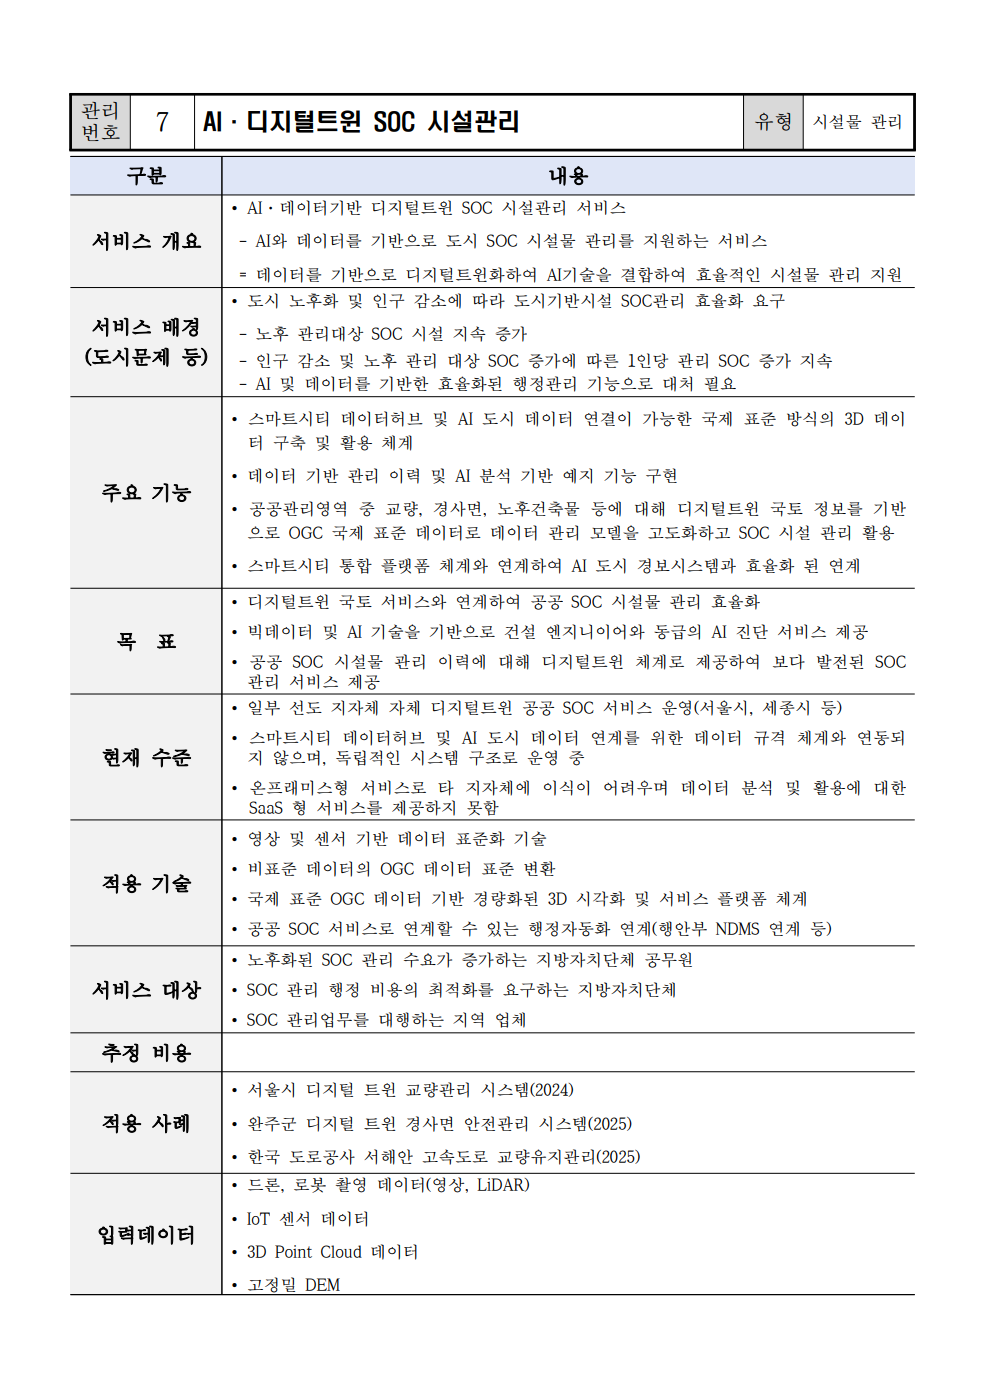 관리
번호
7
AI · 디지털트윈 SOC 시설관리
유형
시설물 관리
구분
내용
서비스 개요
• AI · 데이터기반 디지털트윈 SOC 시설관리 서비스
- AI와 데이터를 기반으로 도시 SOC 시설물 관리를 지원하는 서비스
= 데이터를 기반으로 디지털트윈화하여 AI기술을 결합하여 효율적인 시설물 관리 지원
서비스 배경
(도시문제 등)
• 도시 노후화 및 인구 감소에 따라 도시기반시설 SOC관리 효율화 요구
- 노후 관리대상 SOC 시설 지속 증가
- 인구 감소 및 노후 관리 대상 SOC 증가에 따른 1인당 관리 SOC 증가 지속
- AI 및 데이터를 기반한 효율화된 행정관리 기능으로 대처 필요
주요 기능
• 스마트시티 데이터허브 및 AI 도시 데이터 연결이 가능한 국제 표준 방식의 3D 데이
터 구축 및 활용 체계
• 데이터 기반 관리 이력 및 AI 분석 기반 예지 기능 구현
• 공공관리영역 중 교량, 경사면, 노후건축물 등에 대해 디지털트윈 국토 정보를 기반
으로 OGC 국제 표준 데이터로 데이터 관리 모델을 고도화하고 SOC 시설 관리 활용
• 스마트시티 통합 플랫폼 체계와 연계하여 AI 도시 경보시스템과 효율화 된 연계
목 표
• 디지털트윈 국토 서비스와 연계하여 공공 SOC 시설물 관리 효율화
• 빅데이터 및 AI 기술을 기반으로 건설 엔지니이어와 동급의 AI 진단 서비스 제공
• 공공 SOC 시설물 관리 이력에 대해 디지털트윈 체계로 제공하여 보다 발전된 SOC
관리 서비스 제공
현재 수준
• 일부 선도 지자체 자체 디지털트윈 공공 SOC 서비스 운영(서울시, 세종시 등)
• 스마트시티 데이터허브 및 AI 도시 데이터 연계를 위한 데이터 규격 체계와 연동되
지 않으며, 독립적인 시스템 구조로 운영 중
• 온프래미스형 서비스로 타 지자체에 이식이 어려우며 데이터 분석 및 활용에 대한
SaaS 형 서비스를 제공하지 못함
적용 기술
• 영상 및 센서 기반 데이터 표준화 기술
• 비표준 데이터의 OGC 데이터 표준 변환
• 국제 표준 OGC 데이터 기반 경량화된 3D 시각화 및 서비스 플랫폼 체계
• 공공 SOC 서비스로 연계할 수 있는 행정자동화 연계(행안부 NDMS 연계 등)
서비스 대상
• 노후화된 SOC 관리 수요가 증가하는 지방자치단체 공무원
• SOC 관리 행정 비용의 최적화를 요구하는 지방자치단체
• SOC 관리업무를 대행하는 지역 업체
추정 비용
적용 사례
• 서울시 디지털 트윈 교량관리 시스템(2024)
• 완주군 디지털 트윈 경사면 안전관리 시스템(2025)
• 한국 도로공사 서해안 고속도로 교량유지관리(2025)
입력데이터
• 드론, 로봇 촬영 데이터(영상, LiDAR)
• IoT 센서 데이터
• 3D Point Cloud 데이터
• 고정밀 DEM